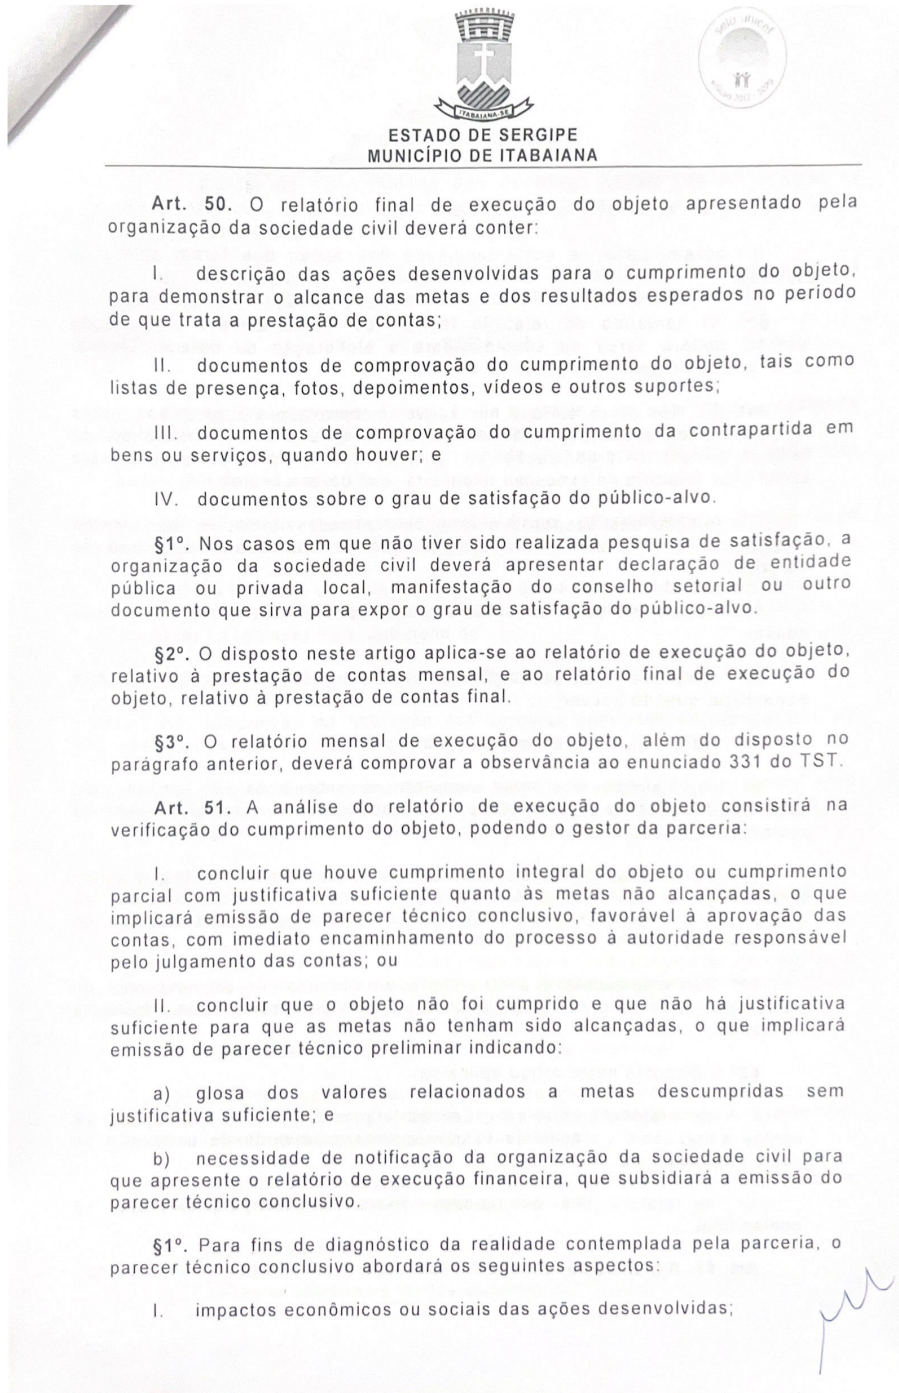 ITABAIANA-SE
ESTADO DE SERGIPE
MUNICÍPIO DE ITABAIANA
Art. 50. O relatório final de execução do objeto apresentado pela
organização da sociedade civil deverá conter:
I. descrição das ações desenvolvidas para o cumprimento do objeto,
para demonstrar o alcance das metas e dos resultados esperados no período
de que trata a prestação de contas;
II. documentos de comprovação do cumprimento do objeto, tais como
listas de presença, fotos, depoimentos, vídeos e outros suportes;
III. documentos de comprovação do cumprimento da contrapartida em
bens ou serviços, quando houver; e
IV. documentos sobre o grau de satisfação do público-alvo.
§1º. Nos casos em que não tiver sido realizada pesquisa de satisfação, a
organização da sociedade civil deverá apresentar declaração de entidade
pública ou privada local, manifestação do conselho setorial ou outro
documento que sirva para expor o grau de satisfação do público-alvo.
§2º. O disposto neste artigo aplica-se ao relatório de execução do objeto,
relativo à prestação de contas mensal, e ao relatório final de execução do
objeto, relativo à prestação de contas final.
§3º. O relatório mensal de execução do objeto, além do disposto no
parágrafo anterior, deverá comprovar a observância ao enunciado 331 do TST.
Art. 51. A análise do relatório de execução do objeto consistirá na
verificação do cumprimento do objeto, podendo o gestor da parceria:
I. concluir que houve cumprimento integral do objeto ou cumprimento
parcial com justificativa suficiente quanto às metas não alcançadas, o que
implicará emissão de parecer técnico conclusivo, favorável à aprovação das
contas, com imediato encaminhamento do processo à autoridade responsável
pelo julgamento das contas; ou
II. concluir que o objeto não foi cumprido e que não há justificativa
suficiente para que as metas não tenham sido alcançadas, o que implicará
emissão de parecer técnico preliminar indicando:
a) glosa dos valores relacionados a metas descumpridas sem
justificativa suficiente; e
b) necessidade de notificação da organização da sociedade civil para
que apresente o relatório de execução financeira, que subsidiará a emissão do
parecer técnico conclusivo.
§1º. Para fins de diagnóstico da realidade contemplada pela parceria, o
parecer técnico conclusivo abordará os seguintes aspectos:
I. impactos econômicos ou sociais das ações desenvolvidas;